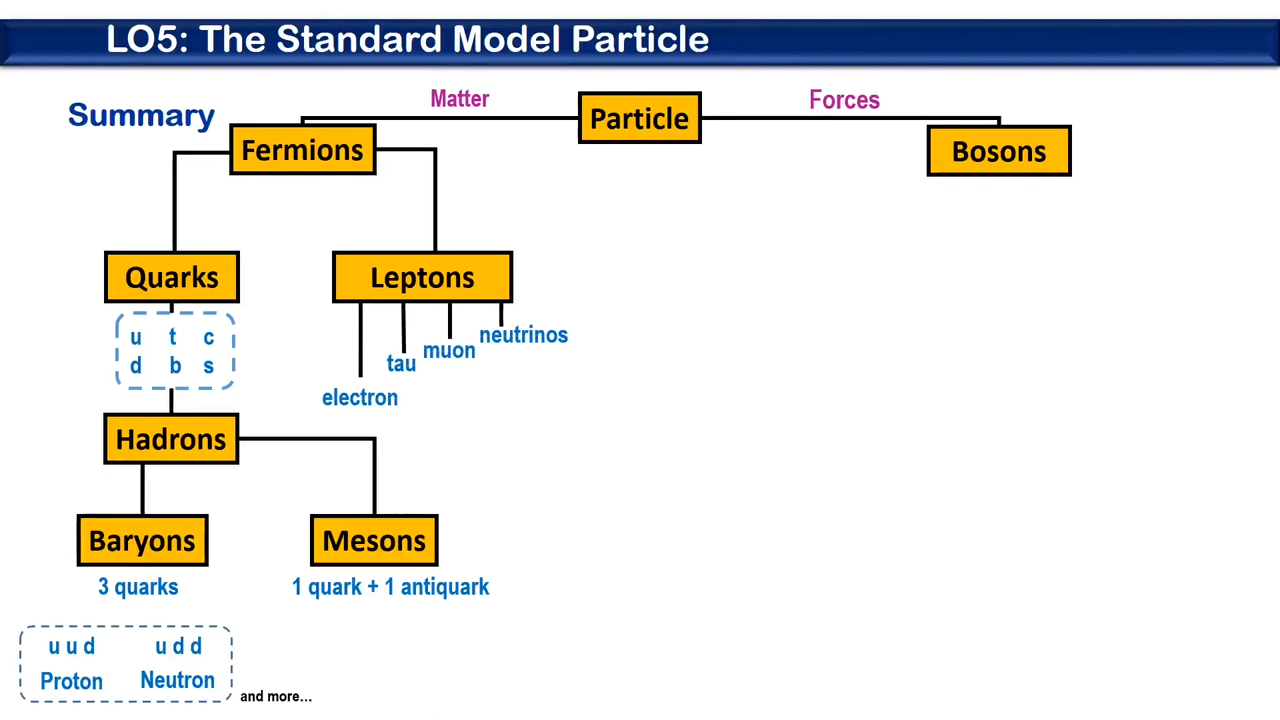 LO5: The Standard Model Particle
Summary
Matter
Particle
Forces
Fermions
Bosons
Quarks
Leptons
u t c
d b s
neutrinos
muon
tau
electron
Hadrons
Baryons
Mesons
3 quarks
1 quark + 1 antiquark
u u d
u d d
Proton
Neutron
and more...